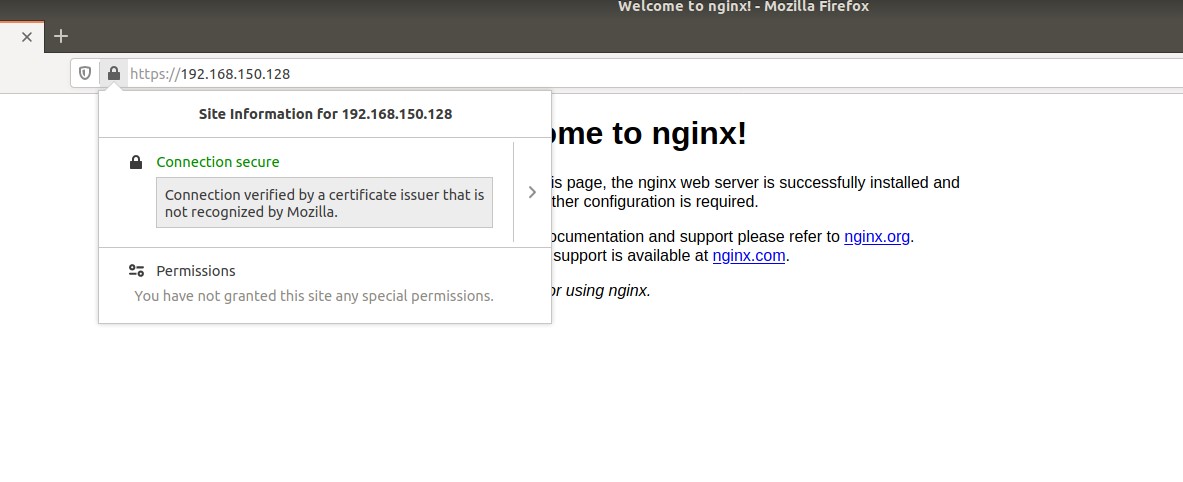 Welcome to nginx! - Mozilla Firefox
https://192.168.150.128
Site Information for 192.168.150.128
ome to nginx!
Connection secure
Connection verified by a certificate issuer that is
not recognized by Mozilla.
is page, the nginx web server is successfully installed and
ther configuration is required.
ocumentation and support please refer to nginx.org.
support is available at nginx.com.
Permissions
You have not granted this site any special permissions.
or using nginx.